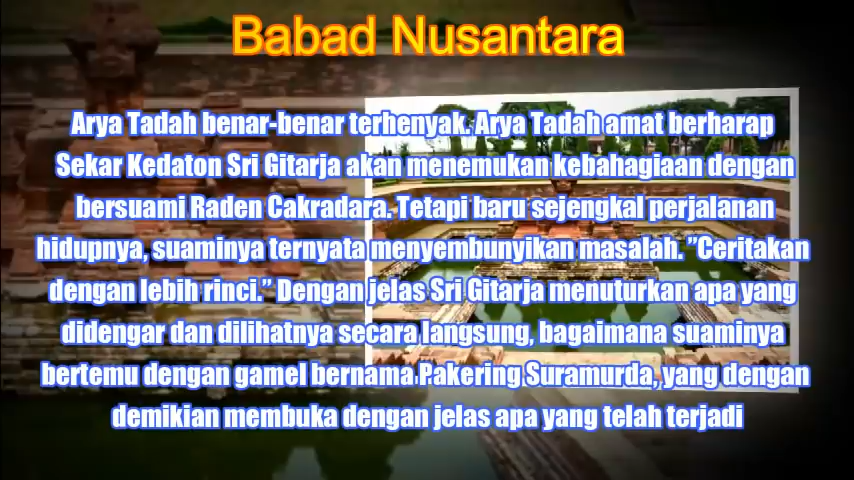 Babad Nusantara
Arya Tadah benar-benar terhenyak. Arya Tadah amat berharap
Sekar Kedaton Sri Gitarja akan menemukan kebahagiaan dengan
bersuami Raden Cakradara. Tetapi baru sejengkal perjalanan
hidupnya, suaminya ternyata menyembunyikan masalah. ”Ceritakan
dengan lebih rinci.” Dengan jelas Sri Gitarja menuturkan apa yang
didengar dan dilihatnya secara langsung, bagaimana suaminya
bertemu dengan gamel bernama Pakering Suramurda, yang dengan
demikian membuka dengan jelas apa yang telah terjadi